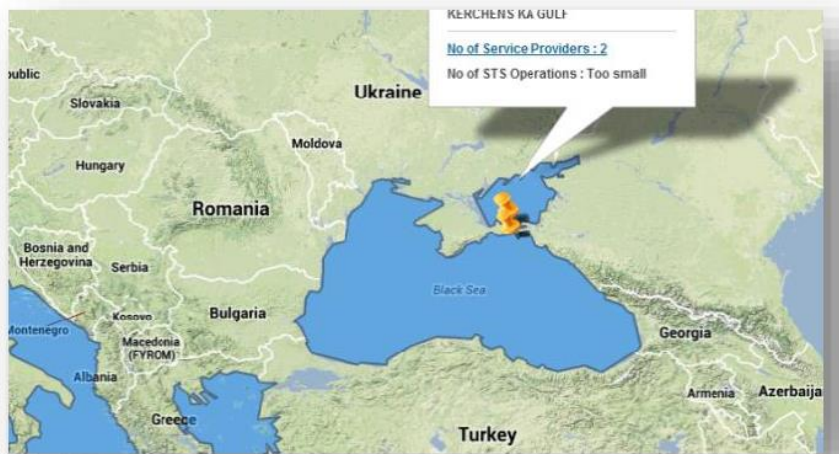 KERCHENS KA GULF
No of Service Providers : 2
No of STS Operations : Too small
Ukraine
Slovakia
Moldova
Hungary
Romania
Bosnia and
Herzegovina
Serbia
Black Sea
Kosovo
Bulgaria
Montenegro
Macedonia
(FYROM)
Georgia
Albania
Armenia
Azerbaija
Greece
Turkey